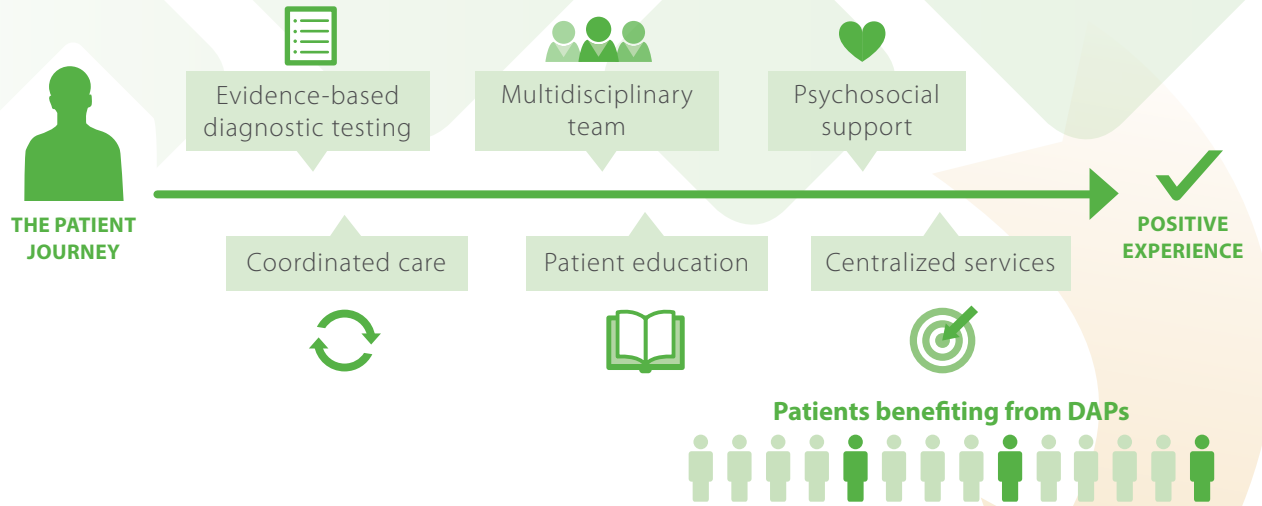 Evidence-based
diagnostic testing
Multidisciplinary
team
Psychosocial
support
THE PATIENT
JOURNEY
POSITIVE
EXPERIENCE
Coordinated care
Patient education
Centralized services
Patients benefiting from DAPs